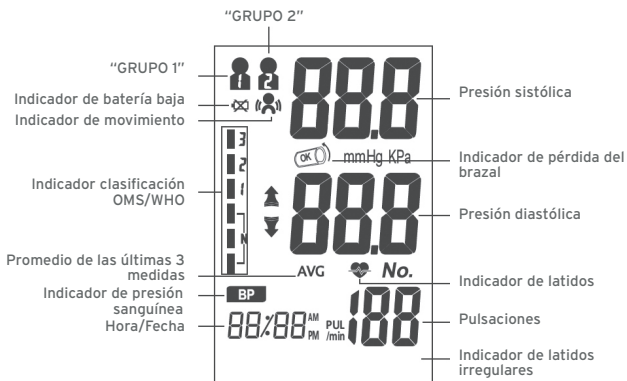 “GRUPO 2”
“GRUPO 1”
Indicador de batería baja
Indicador de movimiento
Indicador clasificación
OMS/WHO
Promedio de las últimas 3
medidas
Indicador de presión
sanguínea
Hora/Fecha
1 2
88.8
OK mmHg KPa
3
2
1
N
88.8
AVG No.
BP
88/88 AM
PM
PUL
/min
188
Presión sistólica
Indicador de pérdida del
brazal
Presión diastólica
Indicador de latidos
Pulsaciones
Indicador de latidos
irregulares